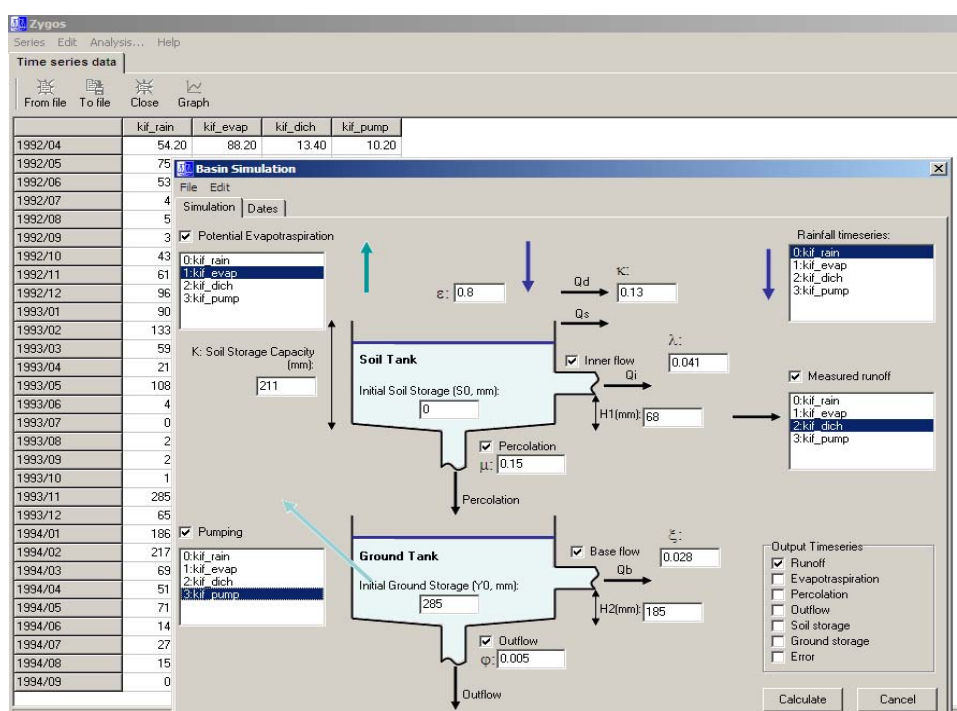 Zygos
Series Edit Analysis... Help
Time series data
From file To file Close Graph
kif_rain kif_evap kif_dich kif_pump
1992/04 54.20 88.20 13.40 10.20
1992/05 75
1992/06 53
1992/07 4
1992/08 5
1992/09 3
1992/10 43
1992/11 61
1992/12 96
1993/01 90
1993/02 133
1993/03 59
1993/04 21
1993/05 108
1993/06 4
1993/07 0
1993/08 2
1993/09 2
1993/10 1
1993/11 285
1993/12 65
1994/01 186
1994/02 217
1994/03 69
1994/04 51
1994/05 71
1994/06 14
1994/07 27
1994/08 15
1994/09 0
Basin Simulation
File Edit
Simulation Dates
Potential Evapotraspiration
0:kif_rain
1:kif_evap
2:kif_dich
3:kif_pump
ε: 0.8
Qd
κ:
0.13
Qs
Rainfall timeseries:
0:kif_rain
1:kif_evap
2:kif_dich
3:kif_pump
K: Soil Storage Capacity
(mm):
211
Soil Tank
Initial Soil Storage (S0, mm):
0
Inner flow
λ:
0.041
Qi
H1(mm): 68
Measured runoff
0:kif_rain
1:kif_evap
2:kif_dich
3:kif_pump
Percolation
μ: 0.15
Percolation
Pumping
0:kif_rain
1:kif_evap
2:kif_dich
3:kif_pump
Ground Tank
Initial Ground Storage (Y0, mm):
285
Base flow
ξ:
0.028
Qb
H2(mm): 185
Outflow
φ: 0.005
Outflow
Output Timeseries
Runoff
Evapotraspiration
Percolation
Outflow
Soil storage
Ground storage
Error
Calculate Cancel